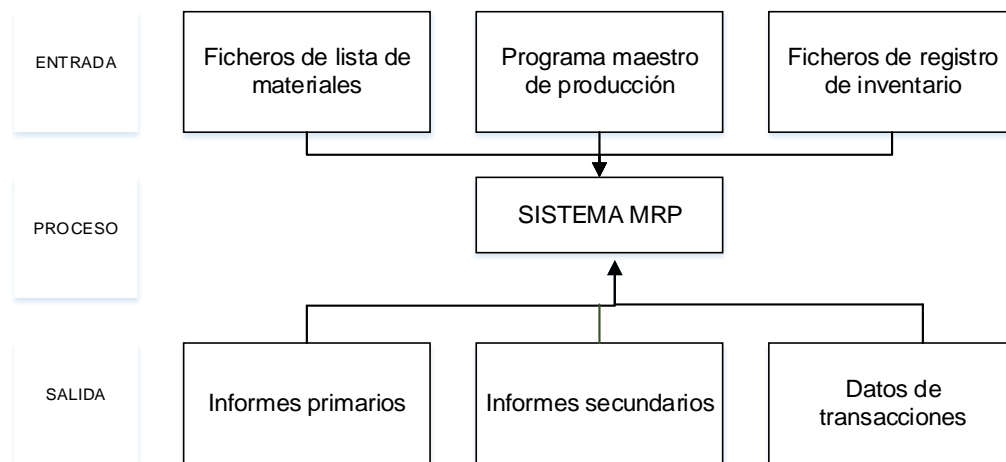 ENTRADA
Ficheros de lista de
materiales
Programa maestro
de producción
Ficheros de registro
de inventario
PROCESO
SISTEMA MRP
SALIDA
Informes primarios
Informes secundarios
Datos de
transacciones